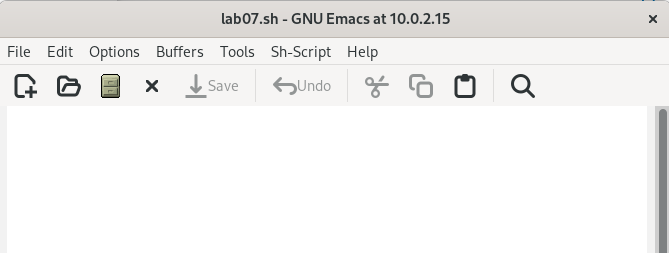 lab07.sh - GNU Emacs at 10.0.2.15
File Edit Options Buffers Tools Sh-Script Help
Save Undo